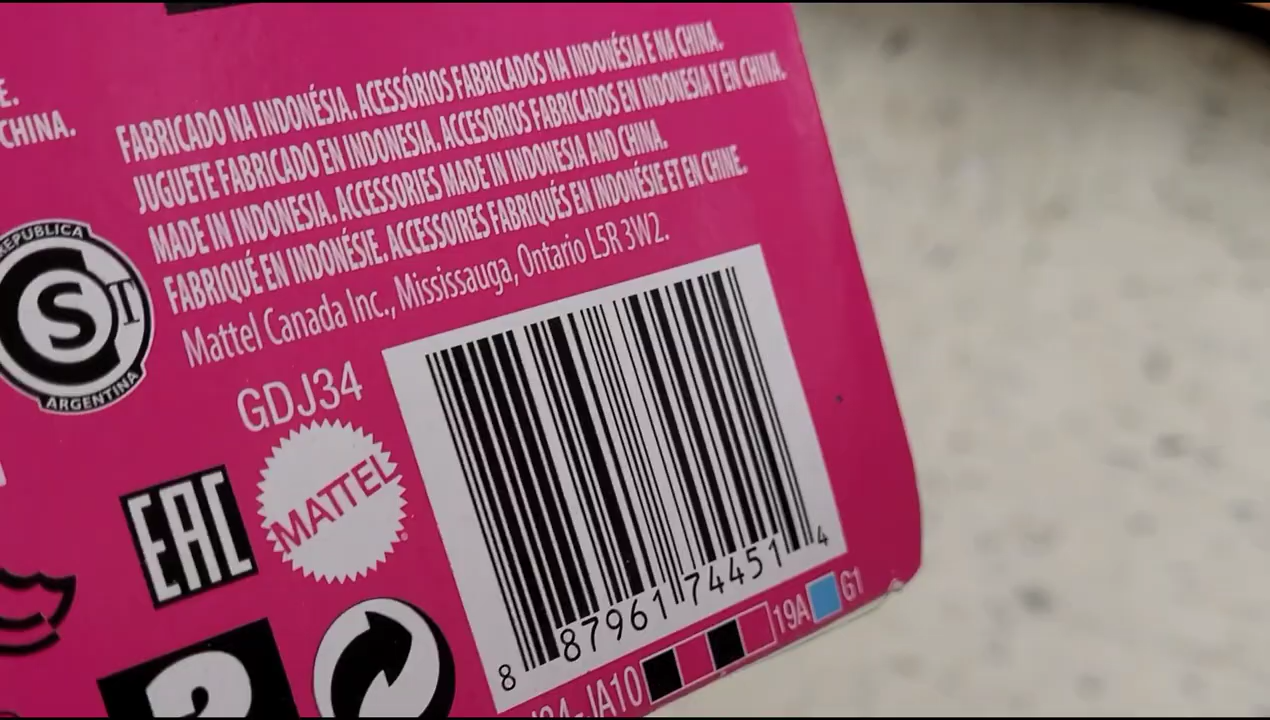 E.
CHINA.
FABRICADO NA INDONÉSIA. ACESSÓRIOS FABRICADOS NA INDONÉSIA E NA CHINA.
JUGUETE FABRICADO EN INDONESIA. ACCESORIOS FABRICADOS EN INDONESIA Y EN CHINA.
MADE IN INDONESIA. ACCESSORIES MADE IN INDONESIA AND CHINA.
FABRIQUÉ EN INDONÉSIE. ACCESSOIRES FABRIQUÉS EN INDONÉSIE ET EN CHINE.
Mattel Canada Inc., Mississauga, Ontario L5R 3W2.
REPUBLICA
S T
ARGENTINA
GDJ34
EAC
MATTEL
8 87961 74451 4
JA10
19A G1